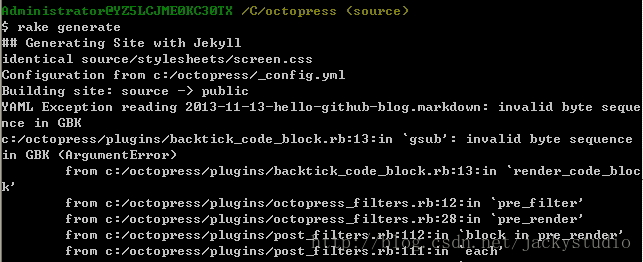 Administrator@YZ5LCJME0KC30TX /C/octopress (source)
$ rake generate
## Generating Site with Jekyll
identical source/stylesheets/screen.css
Configuration from c:/octopress/_config.yml
Building site: source -> public
YAML Exception reading 2013-11-13-hello-github-blog.markdown: invalid byte seque
nce in GBK
c:/octopress/plugins/backtick_code_block.rb:13:in `gsub': invalid byte sequence
in GBK (ArgumentError)
from c:/octopress/plugins/backtick_code_block.rb:13:in `render_code_bloc
k'
from c:/octopress/plugins/octopress_filters.rb:12:in `pre_filter'
from c:/octopress/plugins/octopress_filters.rb:28:in `pre_render'
from c:/octopress/plugins/post_filters.rb:112:in `block in pre_render'
from c:/octopress/plugins/post_filters.rb:111:in `each'
http://blog.csdn.net/jackystudio